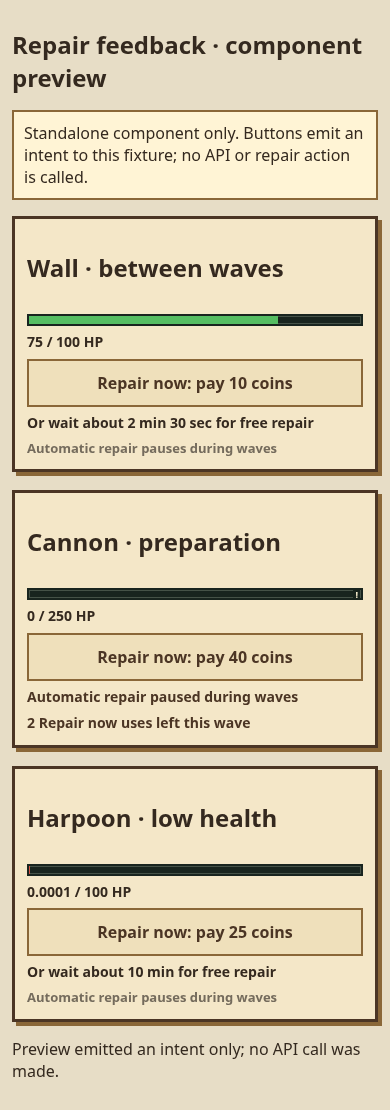 Repair feedback · component
preview
Standalone component only. Buttons emit an
intent to this fixture; no API or repair action
is called.
Wall · between waves
75 / 100 HP
Repair now: pay 10 coins
Or wait about 2 min 30 sec for free repair
Automatic repair pauses during waves
Cannon · preparation
!
0 / 250 HP
Repair now: pay 40 coins
Automatic repair paused during waves
2 Repair now uses left this wave
Harpoon · low health
0.0001 / 100 HP
Repair now: pay 25 coins
Or wait about 10 min for free repair
Automatic repair pauses during waves
Preview emitted an intent only; no API call was
made.